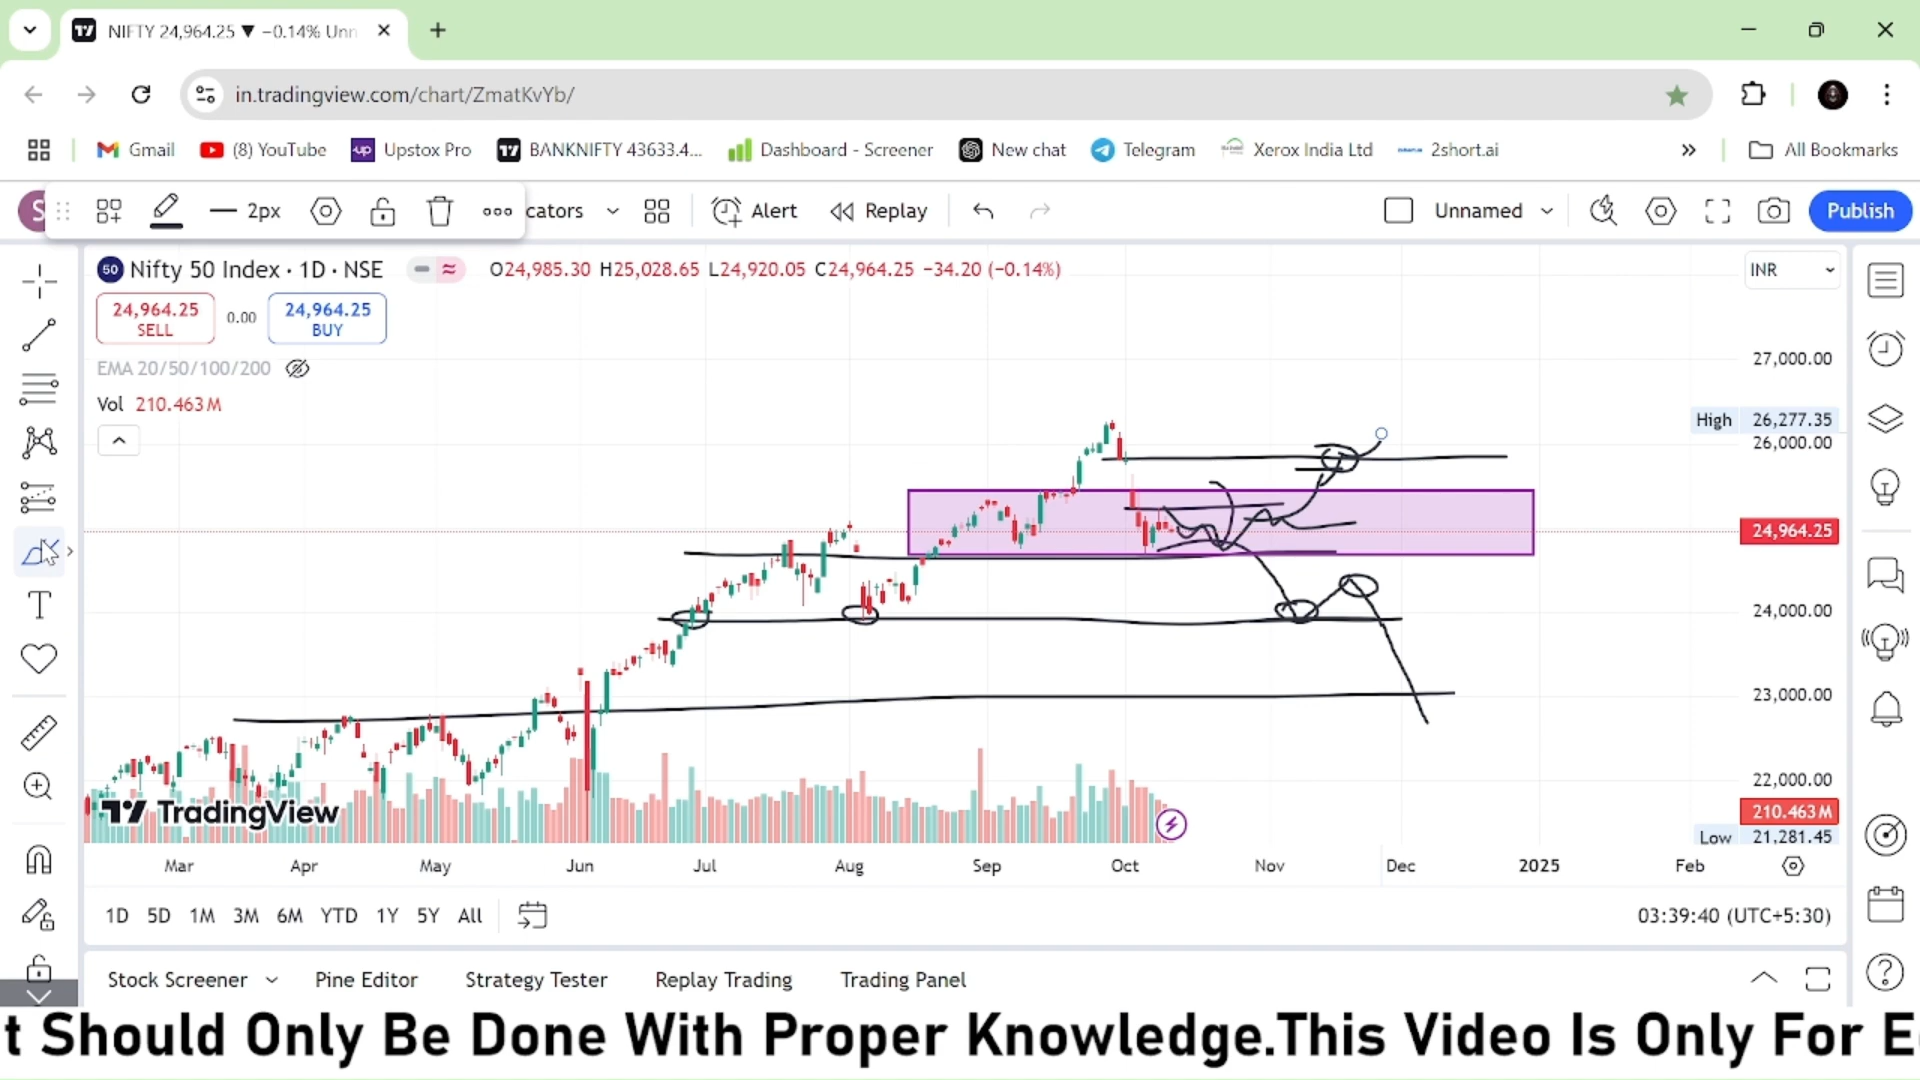 NIFTY 24,964.25 ▼ −0.14% Unn
in.tradingview.com/chart/ZmatKvYb/
Gmail
(8) YouTube
up
Upstox Pro
BANKNIFTY 43633.4...
Dashboard - Screener
New chat
Telegram
Xerox India Ltd
2short.ai
All Bookmarks
S
2px
cators
Alert
Replay
Unnamed
Publish
50 Nifty 50 Index · 1D · NSE O24,985.30 H25,028.65 L24,920.05 C24,964.25 −34.20 (−0.14%)
INR
24,964.25
SELL
0.00
24,964.25
BUY
EMA 20/50/100/200
Vol 210.463M
27,000.00
High 26,277.35
26,000.00
24,964.25
24,000.00
23,000.00
22,000.00
210.463M
Low 21,281.45
TradingView
Mar Apr May Jun Jul Aug Sep Oct Nov Dec 2025 Feb
1D 5D 1M 3M 6M YTD 1Y 5Y All
03:39:40 (UTC+5:30)
Stock Screener Pine Editor Strategy Tester Replay Trading Trading Panel
t Should Only Be Done With Proper Knowledge.This Video Is Only For E